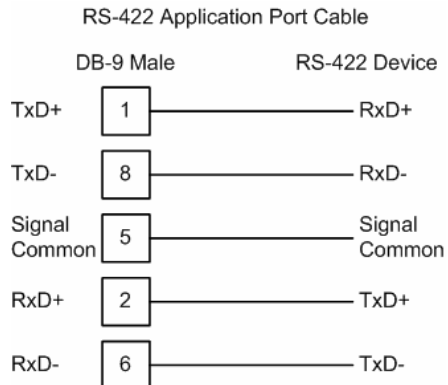 RS-422 Application Port Cable
DB-9 Male RS-422 Device
TxD+ 1 RxD+
TxD- 8 RxD-
Signal
Common 5 Signal
Common
RxD+ 2 TxD+
RxD- 6 TxD-